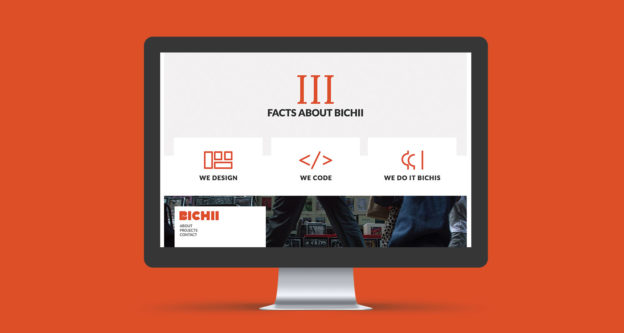 III
FACTS ABOUT BICHII
</>
WE DESIGN
WE CODE
WE DO IT BICHIS
BICHII
ABOUT
PROJECTS
CONTACT